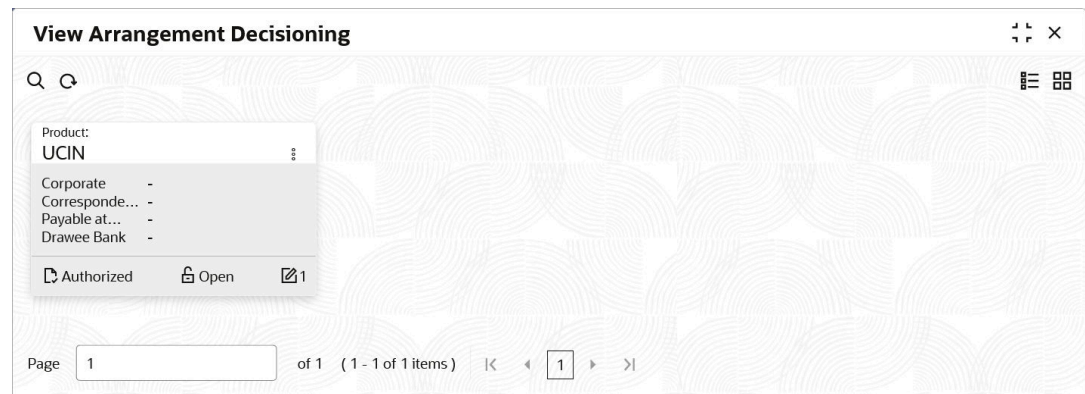 View Arrangement Decisioning
Product:
UCIN
Corporate -
Corresponde... -
Payable at... -
Drawee Bank -
Authorized Open 1
Page 1 of 1 (1 - 1 of 1 items) 1